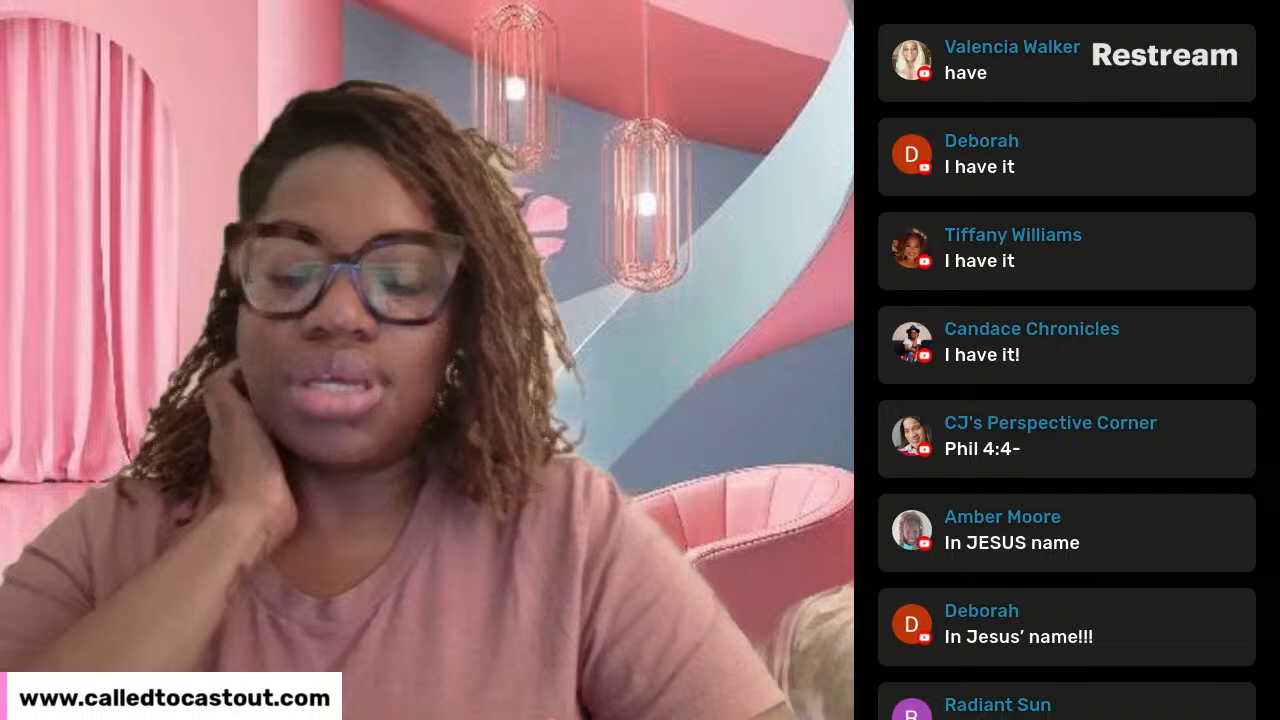 Valencia Walker
Restream
have
D
Deborah
I have it
Tiffany Williams
I have it
Candace Chronicles
I have it!
CJ's Perspective Corner
Phil 4:4-
Amber Moore
In JESUS name
D
Deborah
In Jesus’ name!!!
R
Radiant Sun
www.calledtocastout.com